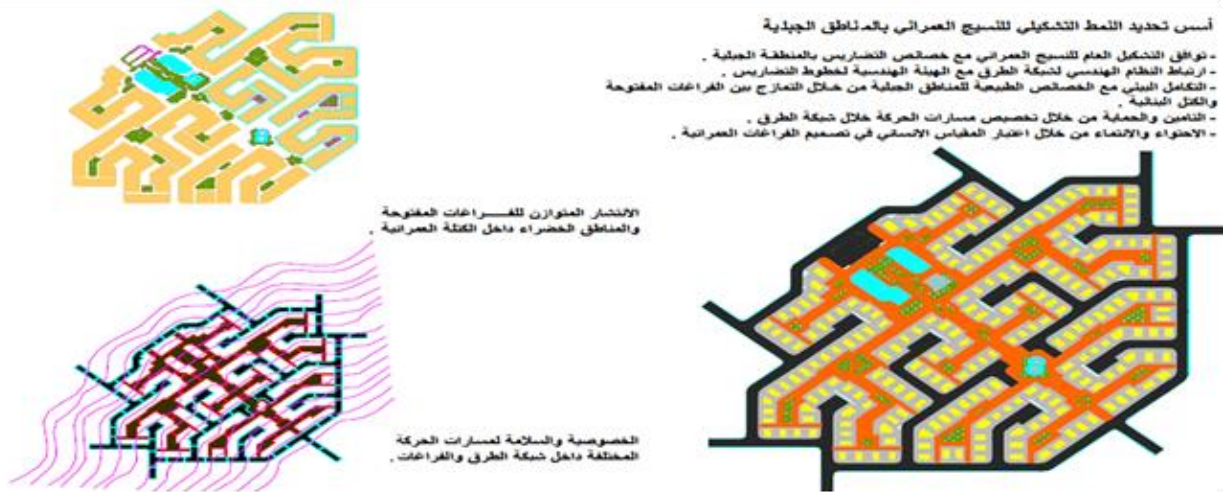 أسس تحديد النمط التشكيلي للنسيج العمراني بالمناطق الجبلية
- توافق التشكيل العام للنسيج العمراني مع خصائص التضاريس بالمنطقة الجبلية .
- ارتباط النظام الهندسي لشبكة الطرق مع الهيئة الهندسية لخطوط التضاريس .
- التكامل البيئي مع الخصائص الطبيعية للمناطق الجبلية من خلال التمازج بين الفراغات المفتوحة
والكتل البنائية .
- التامين والحماية من خلال تخصيص مسارات الحركة خلال شبكة الطرق .
- الاحتواء والانتماء من خلال اعتبار المقياس الانساني في تصميم الفراغات العمرانية .
الانتشار المتوازن للفـــراغات المفتوحة
والمناطق الخضراء داخل الكتلة العمرانية .
الخصوصية والسلامة لمسارات الحركة
المختلفة داخل شبكة الطرق والفراغات .